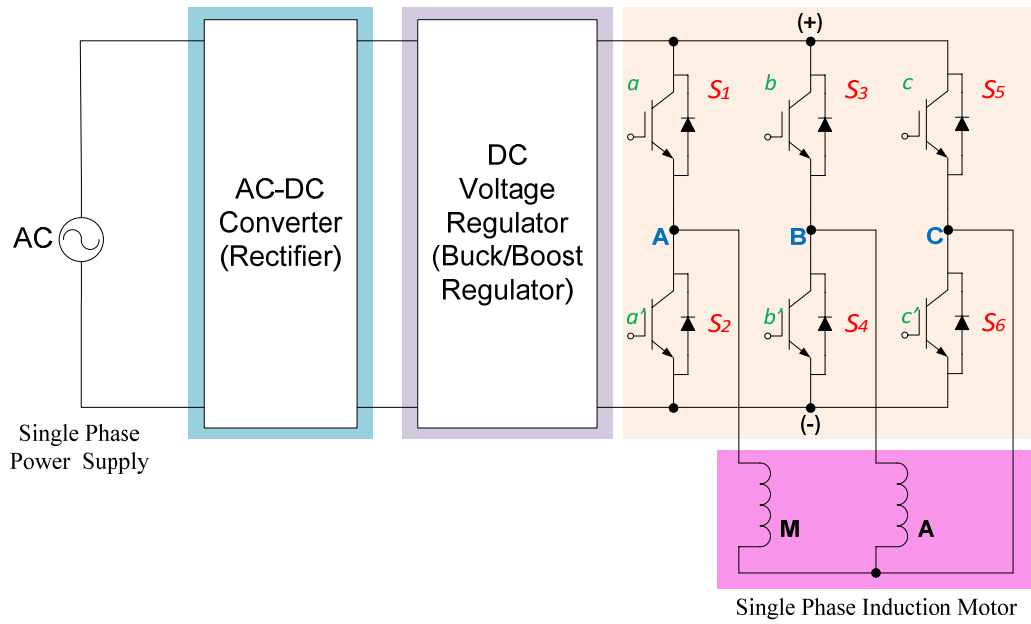 (+)
a
S1
b
S3
c
S5
AC-DC
Converter
(Rectifier)
DC
Voltage
Regulator
(Buck/Boost
Regulator)
AC
A
B
C
a'
S2
b'
S4
c'
S6
(-)
Single Phase
Power Supply
M
A
Single Phase Induction Motor